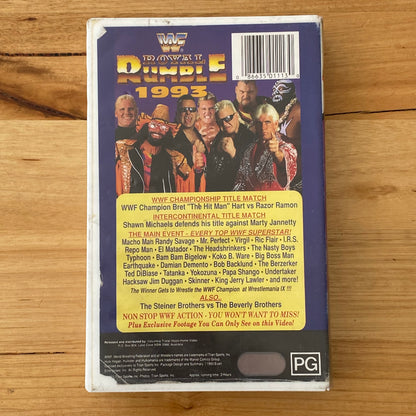 WF
ROYAL
RUMBLE
1993
86635 01113
WWF CHAMPIONSHIP TITLE MATCH
WWF Champion Bret "The Hit Man" Hart vs Razor Ramon
INTERCONTINENTAL TITLE MATCH
Shawn Michaels defends his title against Marty Jannetty
THE MAIN EVENT - EVERY TOP WWF SUPERSTAR!
Macho Man Randy Savage • Mr. Perfect • Virgil • Ric Flair • I.R.S.
Repo Man • El Matador • The Headshrinkers • The Nasty Boys
Typhoon • Bam Bam Bigelow • Koko B. Ware • Big Boss Man
Earthquake • Damian Demento • Bob Backlund • The Berzerker
Ted DiBiase • Tatanka • Yokozuna • Papa Shango • Undertaker
Hacksaw Jim Duggan • Skinner • King Jerry Lawler • and more!
The Winner Gets to Wrestle the WWF Champion at Wrestlemania IX !!!
ALSO..
The Steiner Brothers vs The Beverly Brothers
NON STOP WWF ACTION - YOU WON'T WANT TO MISS!
Plus Exclusive Footage You Can Only See on this Video!
PG